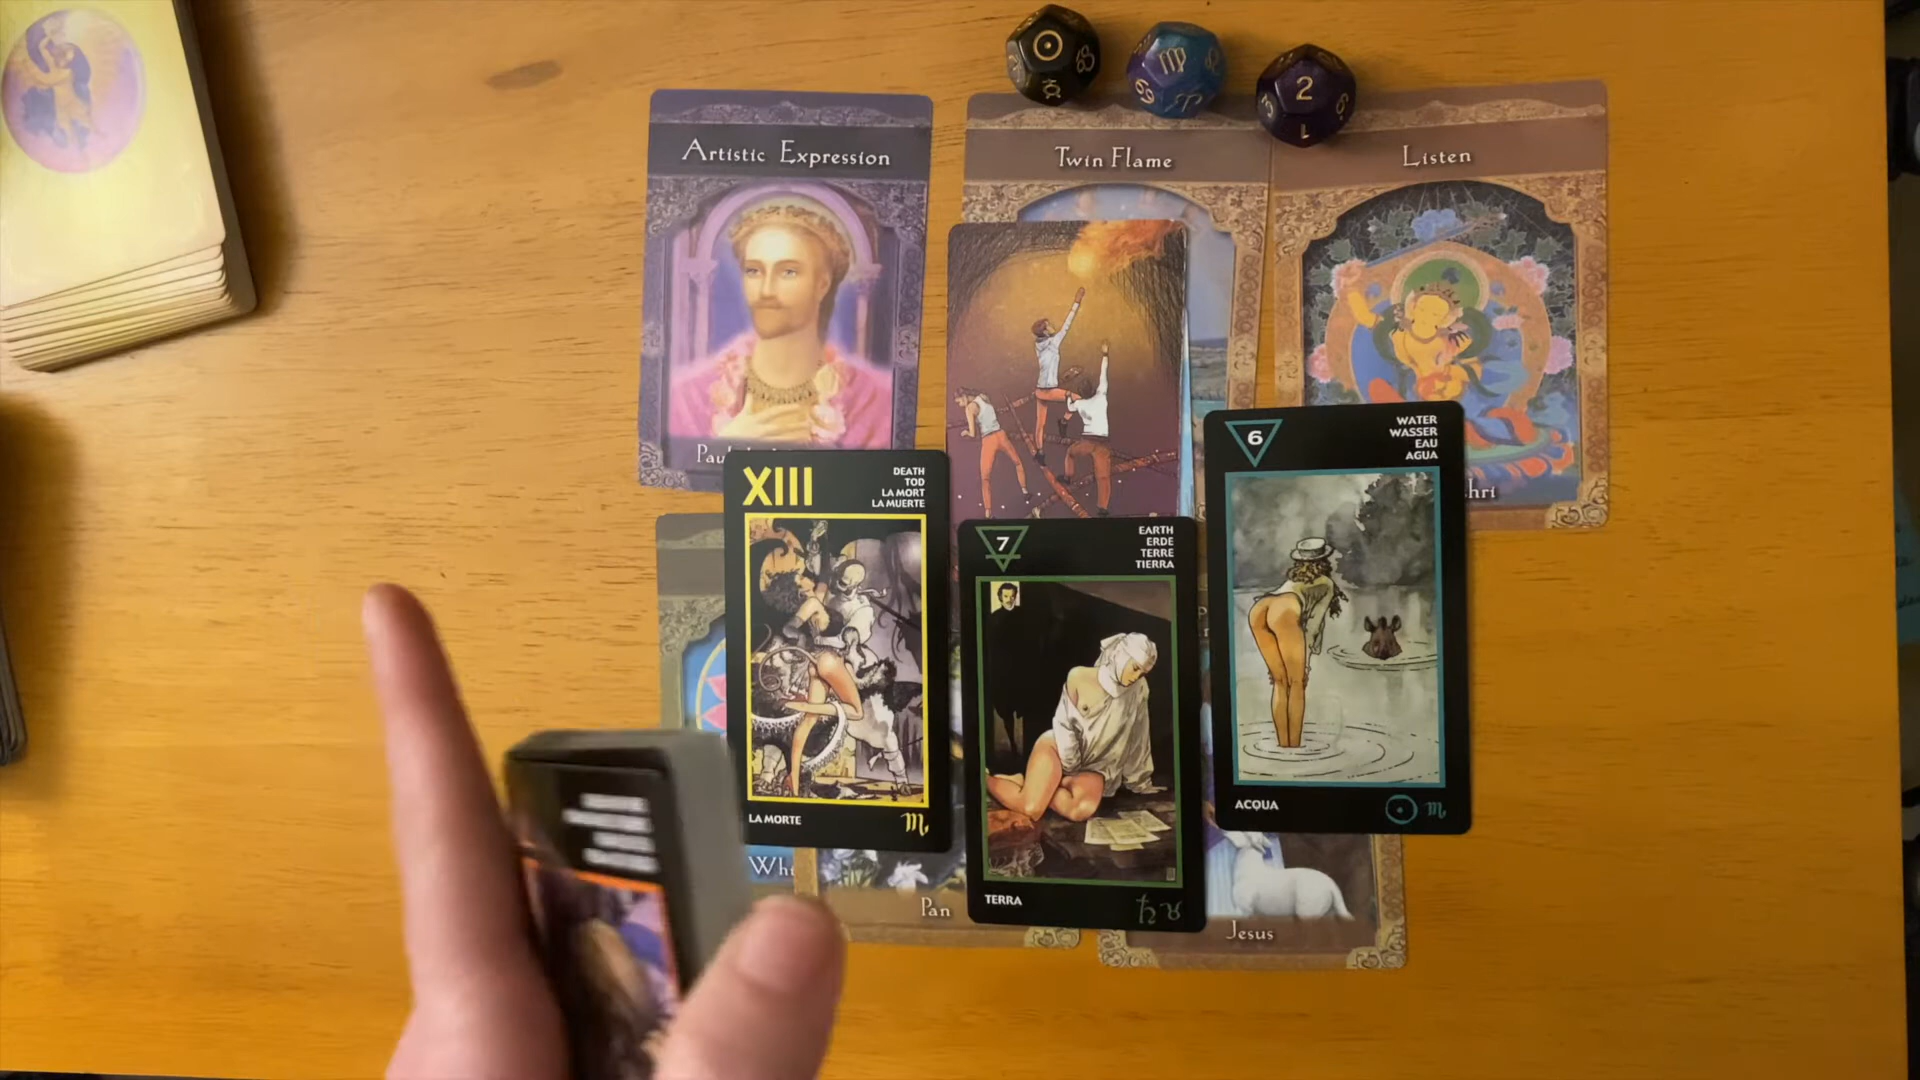 Artistic Expression
Twin Flame
Listen
2
1
XIII
DEATH
TOD
LA MORT
LA MUERTE
LA MORTE
7
EARTH
ERDE
TERRE
TIERRA
TERRA
6
WATER
WASSER
EAU
AGUA
ACQUA
Pan
Jesus